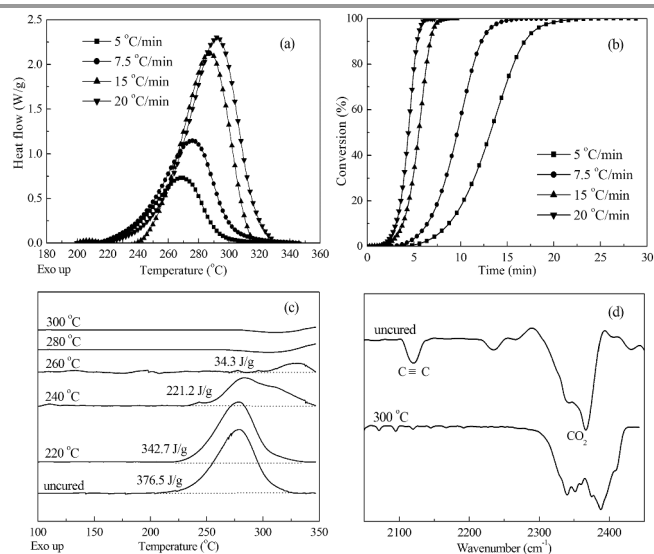 (a)
5 °C/min
7.5 °C/min
15 °C/min
20 °C/min
Heat flow (W/g)
2.5
2.0
1.5
1.0
0.5
0.0
180 200 220 240 260 280 300 320 340 360
Exo up Temperature (°C)
(b)
5 °C/min
7.5 °C/min
15 °C/min
20 °C/min
Conversion (%)
100
80
60
40
20
0
0 5 10 15 20 25 30
Time (min)
(c)
300 °C
280 °C
260 °C
34.3 J/g
240 °C
221.2 J/g
220 °C
342.7 J/g
uncured
376.5 J/g
100 150 200 250 300 350
Exo up Temperature (°C)
(d)
uncured
C ≡ C
300 °C
CO₂
2100 2200 2300 2400
Wavenumber (cm⁻¹)